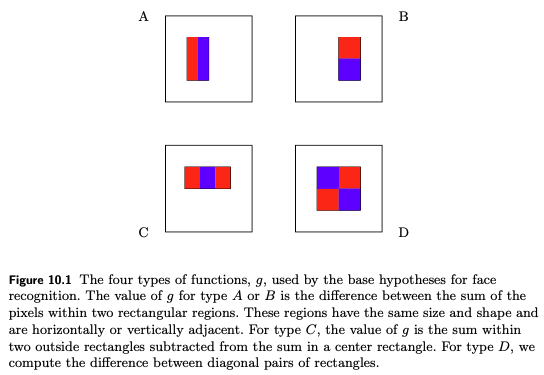 A
B
C
D
Figure 10.1 The four types of functions, g, used by the base hypotheses for face
recognition. The value of g for type A or B is the difference between the sum of the
pixels within two rectangular regions. These regions have the same size and shape and
are horizontally or vertically adjacent. For type C, the value of g is the sum within
two outside rectangles subtracted from the sum in a center rectangle. For type D, we
compute the difference between diagonal pairs of rectangles.